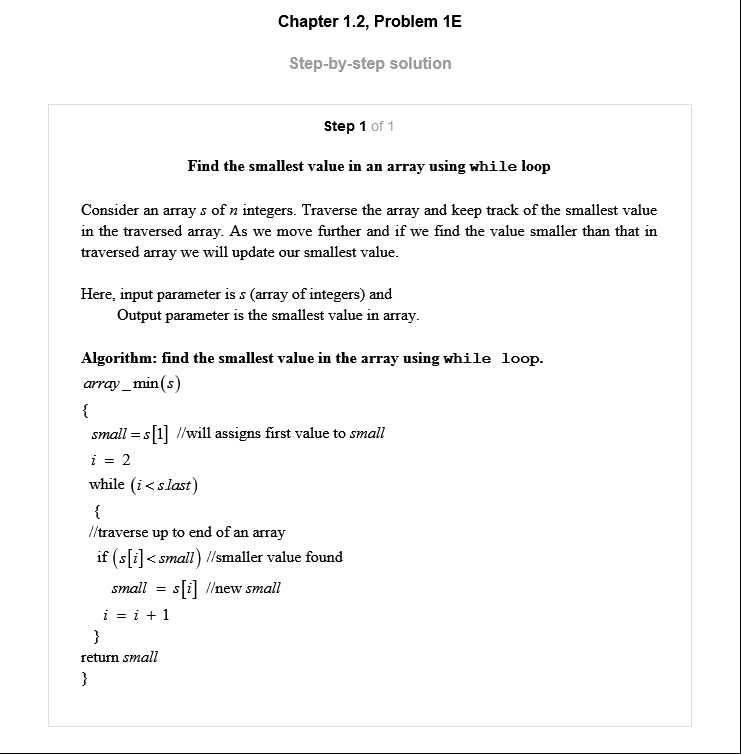 Chapter 1.2, Problem 1E
Step-by-step solution
Step 1 of 1
Find the smallest value in an array using while loop
Consider an array s of n integers. Traverse the array and keep track of the smallest value
in the traversed array. As we move further and if we find the value smaller than that in
traversed array we will update our smallest value.
Here, input parameter is s (array of integers) and
Output parameter is the smallest value in array.
Algorithm: find the smallest value in the array using while loop.
array_min(s)
{
small = s[1] //will assigns first value to small
i = 2
while (i < s.last)
{
//traverse up to end of an array
if (s[i] < small) //smaller value found
small = s[i] //new small
i = i + 1
}
return small
}